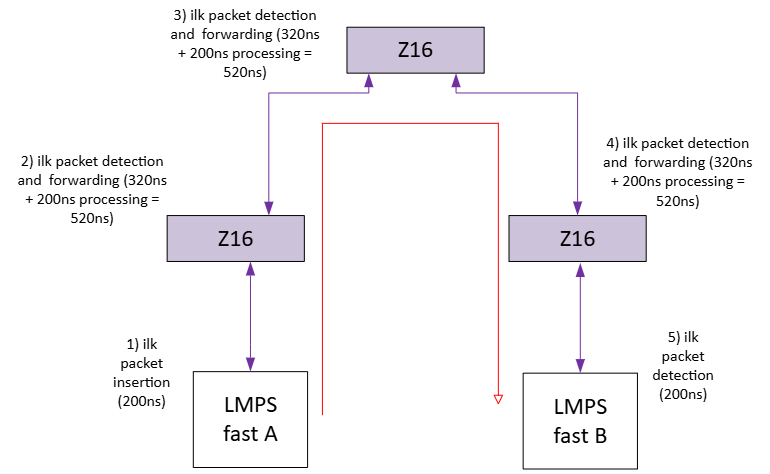 3) ilk packet detection
and  forwarding (320ns
+ 200ns processing =
520ns)
Z16
2) ilk packet detection
and  forwarding (320ns
+ 200ns processing =
520ns)
4) ilk packet detection
and  forwarding (320ns
+ 200ns processing =
520ns)
Z16
Z16
1) ilk
packet
insertion
(200ns)
5) ilk
packet
detection
(200ns)
LMPS
fast A
LMPS
fast B